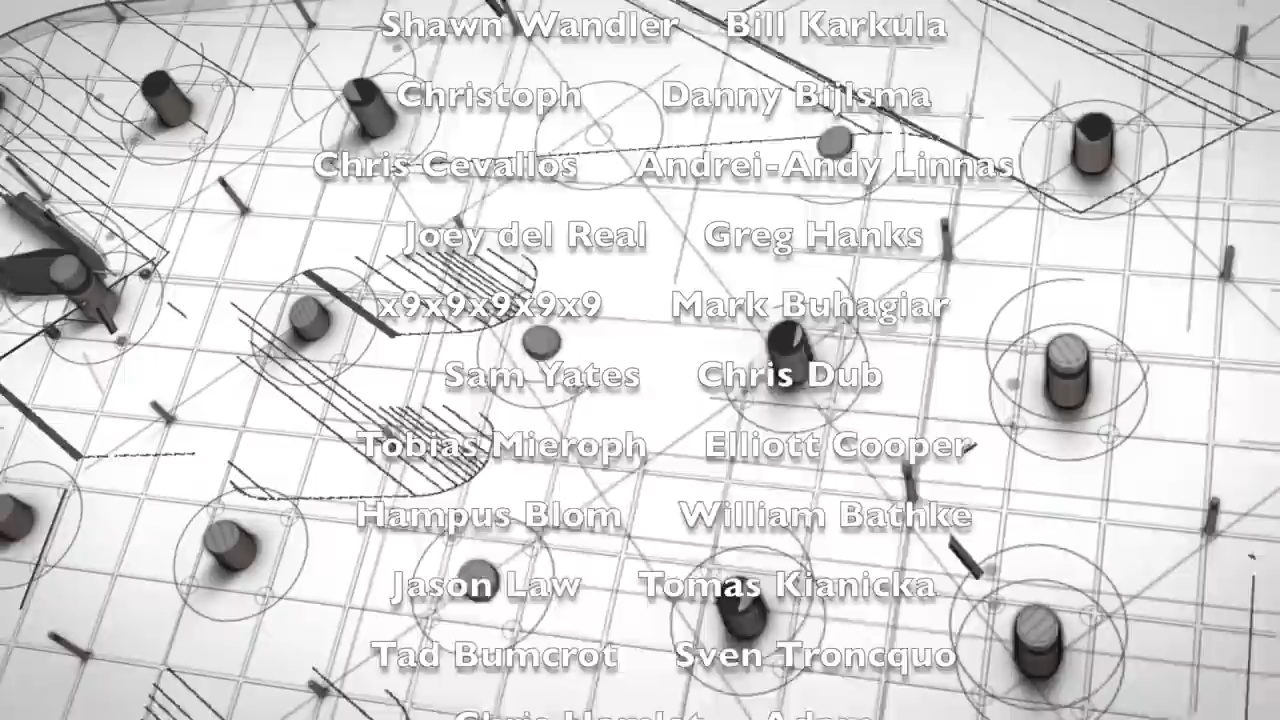 Shawn Wandler Bill Karkula
Christoph Danny Bijlsma
Chris Cevallos Andrei-Andy Linnas
Joey del Real Greg Hanks
x9x9x9x9x9 Mark Buhagiar
Sam Yates Chris Dub
Tobias Mieroph Elliott Cooper
Hampus Blom William Bathke
Jason Law Tomas Kianicka
Tad Bumcrot Sven Troncquo
Chris Adam